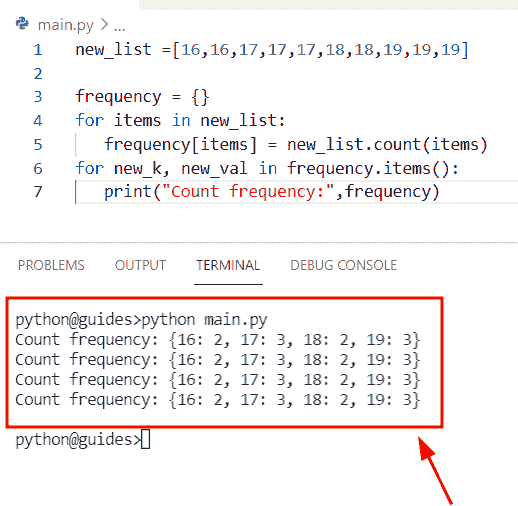 main.py > ...
1 new_list =[16,16,17,17,17,18,18,19,19,19]
2
3 frequency = {}
4 for items in new_list:
5     frequency[items] = new_list.count(items)
6 for new_k, new_val in frequency.items():
7     print("Count frequency:",frequency)
PROBLEMS OUTPUT TERMINAL DEBUG CONSOLE
python@guides>python main.py
Count frequency: {16: 2, 17: 3, 18: 2, 19: 3}
Count frequency: {16: 2, 17: 3, 18: 2, 19: 3}
Count frequency: {16: 2, 17: 3, 18: 2, 19: 3}
Count frequency: {16: 2, 17: 3, 18: 2, 19: 3}
python@guides>